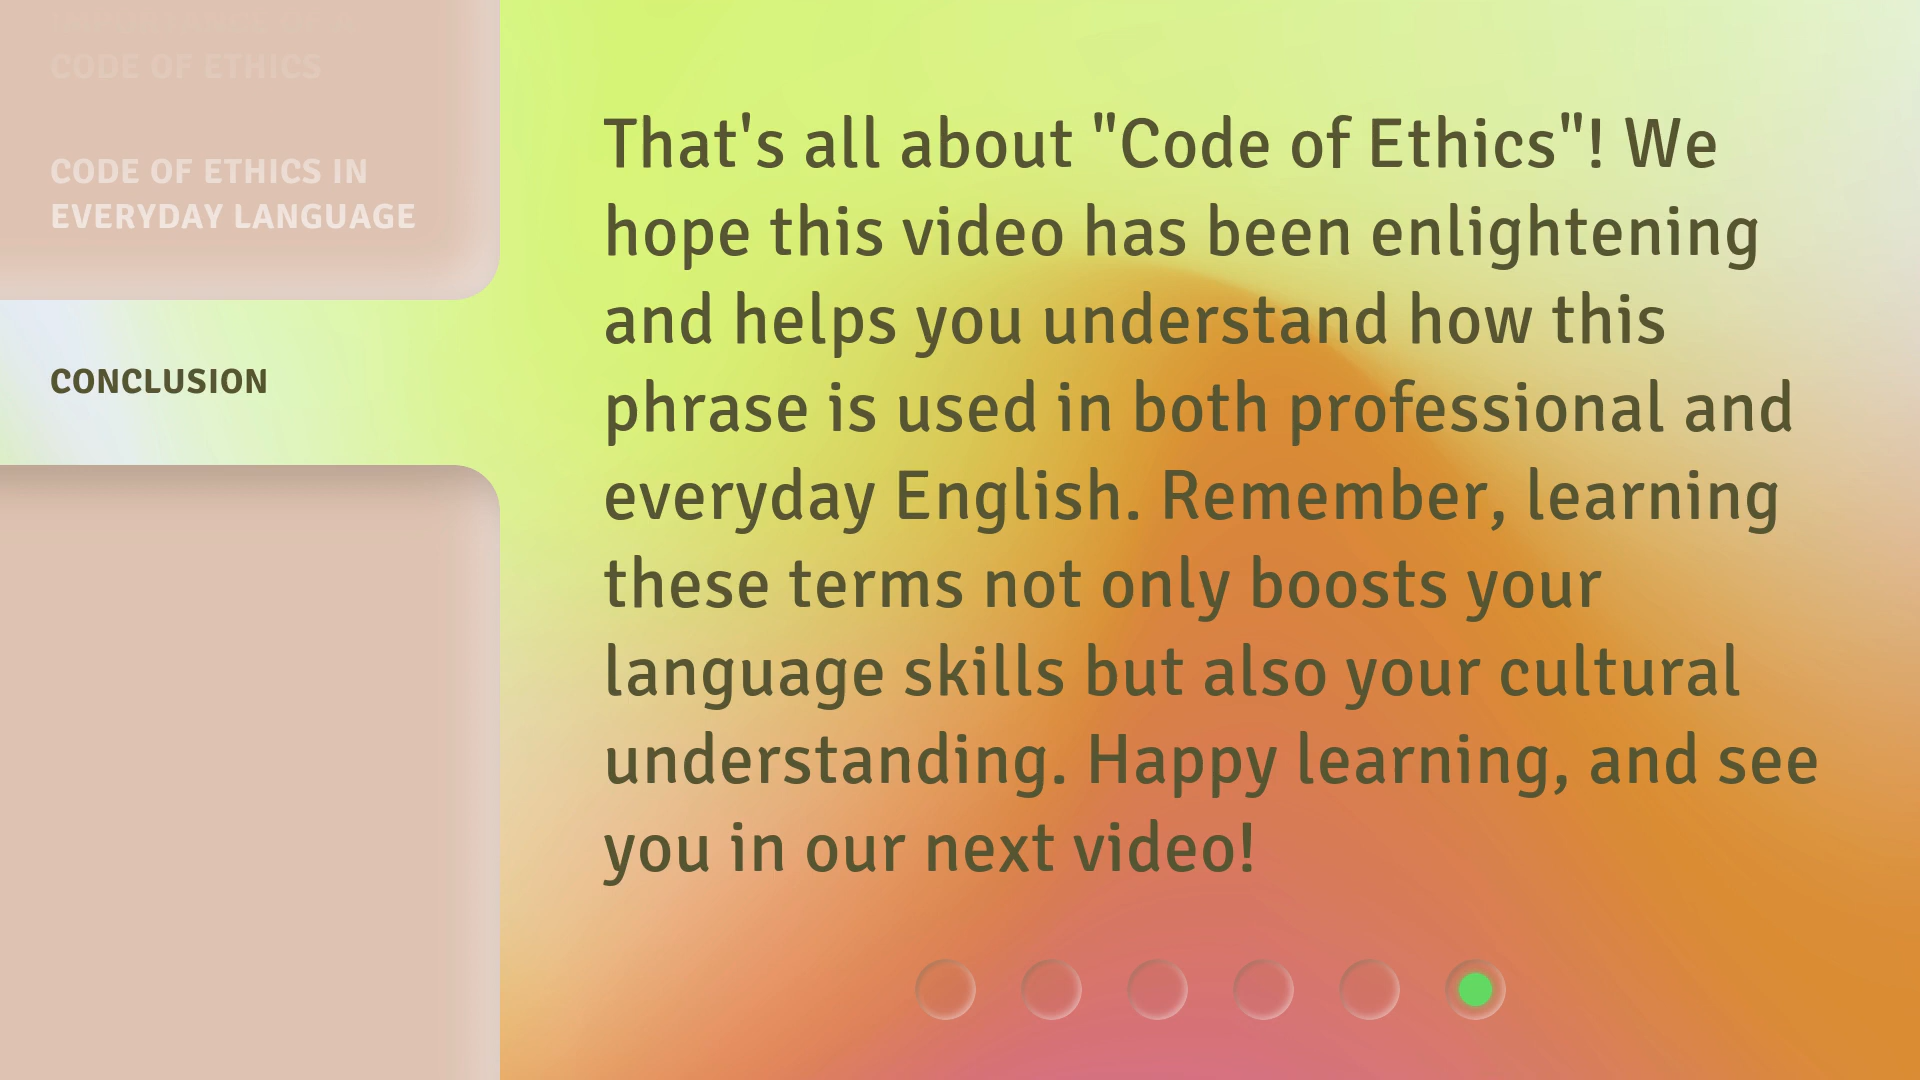 CODE OF ETHICS
CODE OF ETHICS IN
EVERYDAY LANGUAGE
CONCLUSION
That's all about "Code of Ethics"! We
hope this video has been enlightening
and helps you understand how this
phrase is used in both professional and
everyday English. Remember, learning
these terms not only boosts your
language skills but also your cultural
understanding. Happy learning, and see
you in our next video!